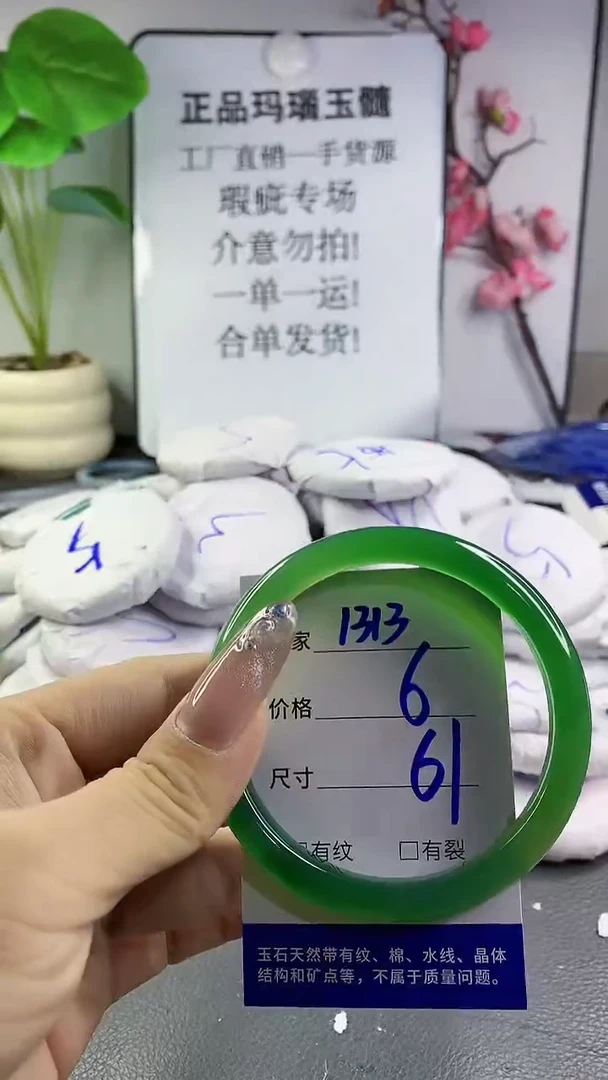 正品玛瑙玉髓
工厂直销一手货源
瑕疵专场
介意勿拍!
一单一运!
合单发货!
家 1313
价格 6
尺寸 61
有纹 □有裂
玉石天然带有纹、棉、水线、晶体
结构和矿点等，不属于质量问题。